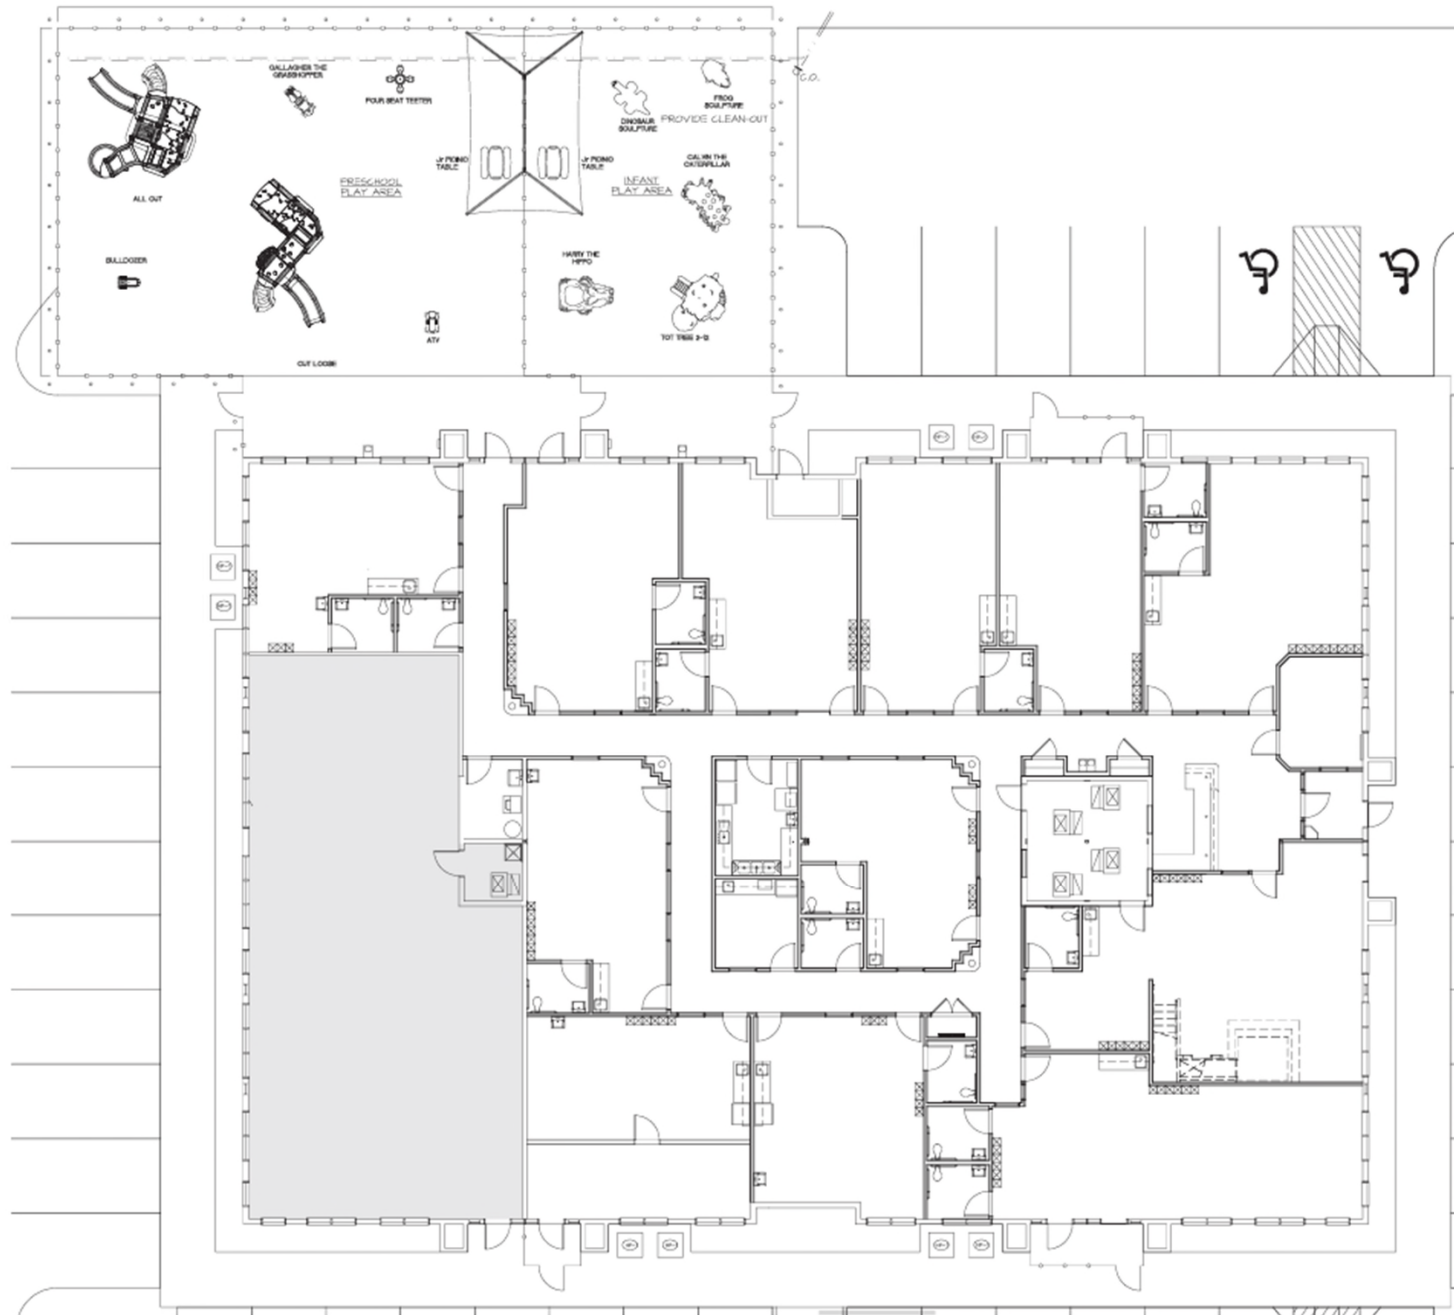 GALLAGHER THE
GRASSHOPPER
FOUR SEAT TEETER
FROG
SCULPTURE
DINOSAUR
SCULPTURE
PROVIDE CLEAN-OUT
C.O.
Jr PICNIC
TABLE
Jr PICNIC
TABLE
CALVIN THE
CATERPILLAR
PRESCHOOL
PLAY AREA
INFANT
PLAY AREA
ALL OUT
BULLDOZER
HARRY THE
HIPPO
ATV
TOT TREE
CUT LOOSE